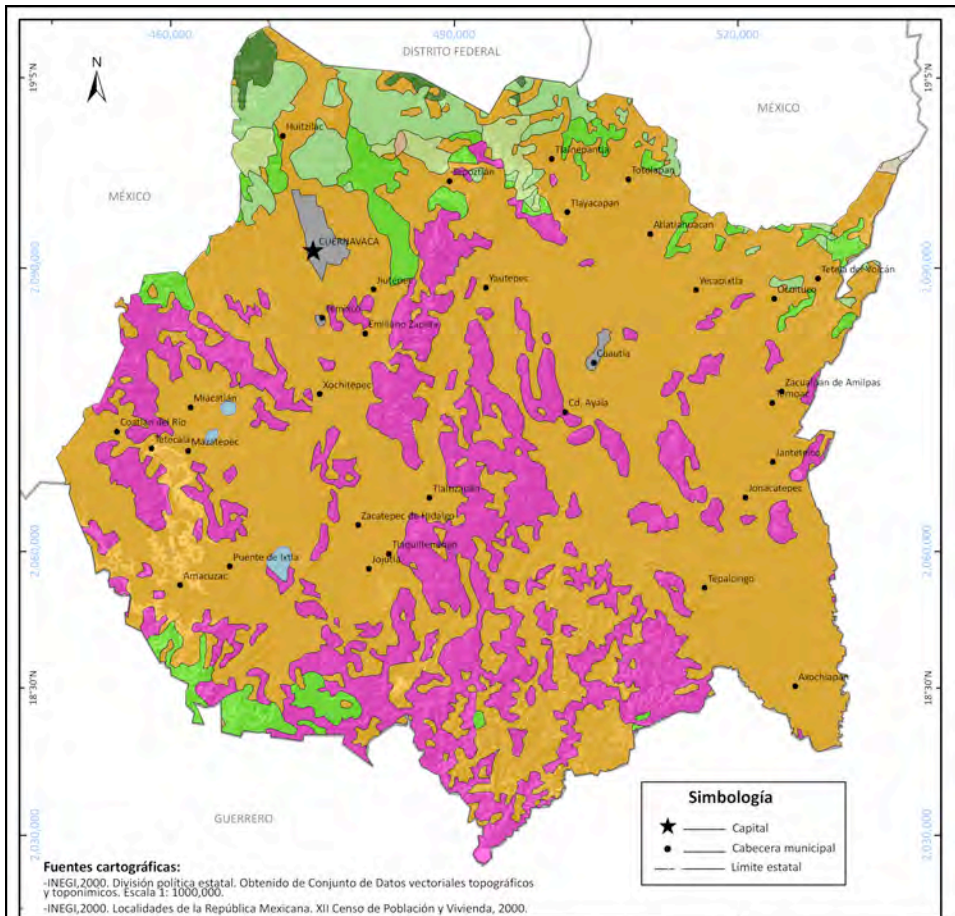 460,000
490,000
520,000
DISTRITO FEDERAL
N
19°5'
19°5'N
MÉXICO
Huitzilac
Tlalnepantla
Tepoztlán
Totolapan
MÉXICO
Tlayacapan
Atlatlahuacan
CUERNAVACA
2,090,000
2,090,000
Tetela del Volcán
Jiutepec
Yautepec
Yecapixtla
Ocuituco
Temixco
Emiliano Zapata
Cuautla
Zacualpan de Amilpas
Xochitepec
Temoac
Miacatlán
Cd. Ayala
Coatlán del Río
Tetecala
Mazatepec
Jantetelco
Tlaltizapán
Jonacatepec
Zacatepec de Hidalgo
Tlaquiltenango
2,060,000
2,060,000
Puente de Ixtla
Jojutla
Amacuzac
Tepalcingo
18°30'N
18°30'N
Axochiapan
Simbología
Capital
GUERRERO
2,030,000
2,030,000
Cabecera municipal
Límite estatal
Fuentes cartográficas:
-INEGI,2000. División política estatal. Obtenido de Conjunto de Datos vectoriales topográficos
y toponímicos. Escala 1: 1000,000.
-INEGI,2000. Localidades de la República Mexicana. XII Censo de Población y Vivienda, 2000.